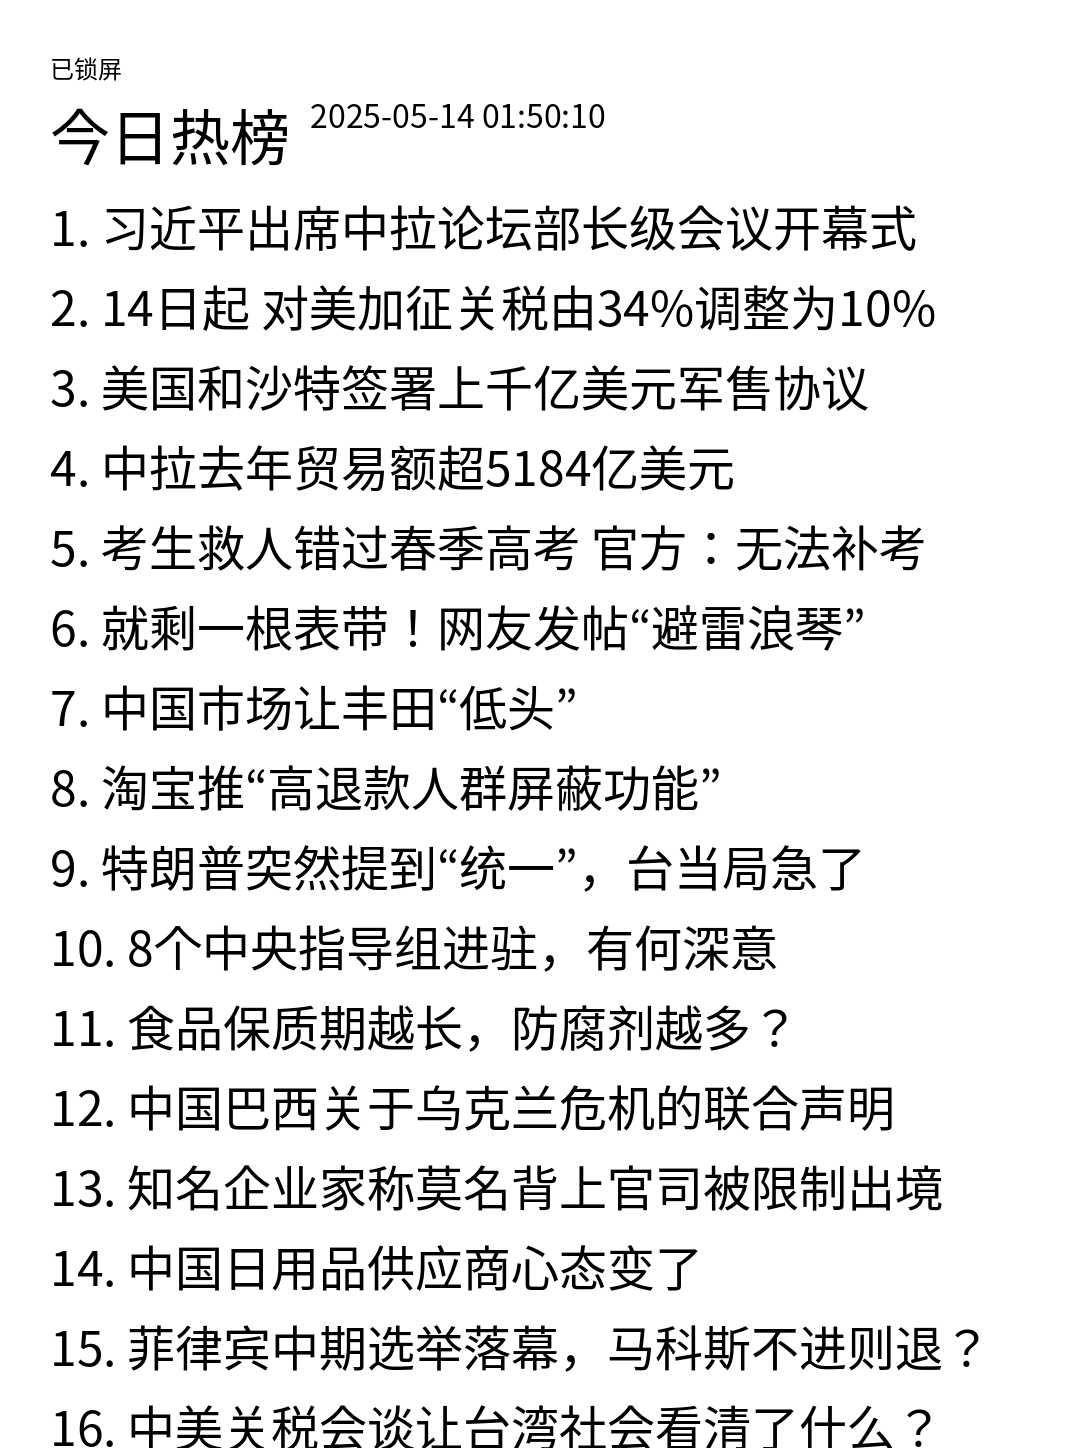 已锁屏
今日热榜 2025-05-14 01:50:10
1. 习近平出席中拉论坛部长级会议开幕式
2. 14日起 对美加征关税由34%调整为10%
3. 美国和沙特签署上千亿美元军售协议
4. 中拉去年贸易额超5184亿美元
5. 考生救人错过春季高考 官方：无法补考
6. 就剩一根表带！网友发帖“避雷浪琴”
7. 中国市场让丰田“低头”
8. 淘宝推“高退款人群屏蔽功能”
9. 特朗普突然提到“统一”，台当局急了
10. 8个中央指导组进驻，有何深意
11. 食品保质期越长，防腐剂越多？
12. 中国巴西关于乌克兰危机的联合声明
13. 知名企业家称莫名背上官司被限制出境
14. 中国日用品供应商心态变了
15. 菲律宾中期选举落幕，马科斯不进则退？
16. 中美关税会谈让台湾社会看清了什么？